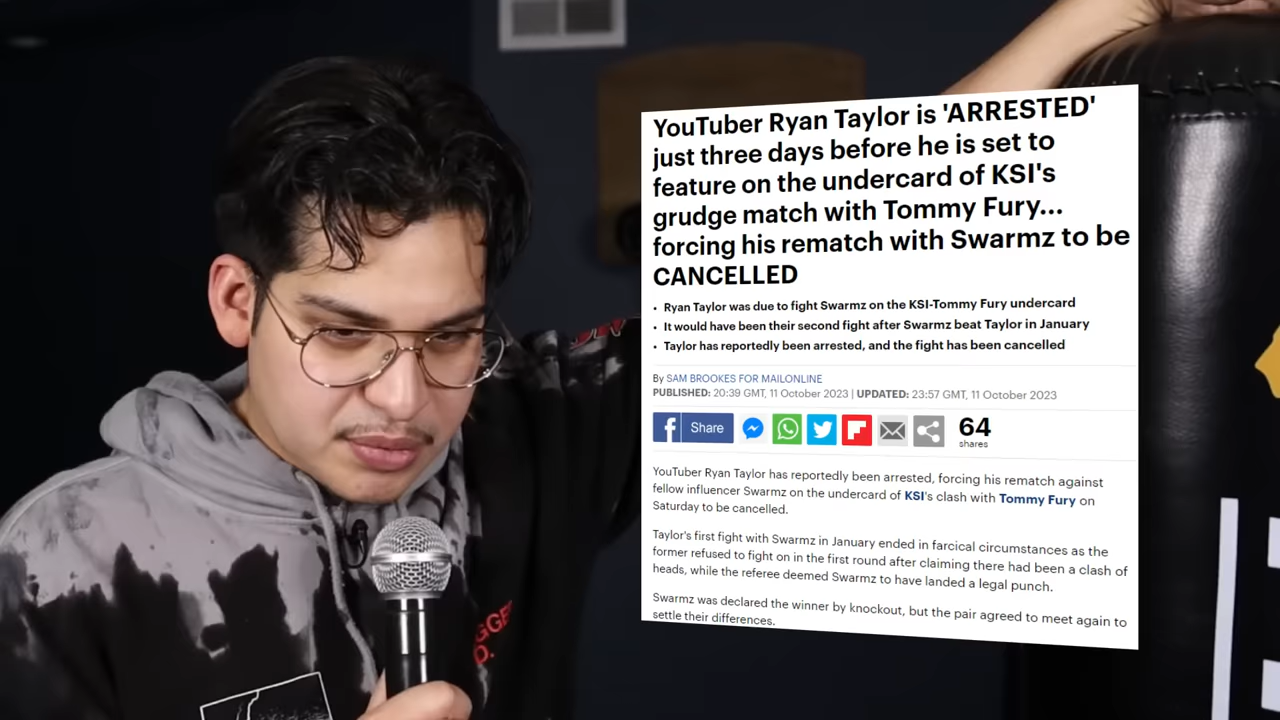 YouTuber Ryan Taylor is 'ARRESTED'
just three days before he is set to
feature on the undercard of KSI's
grudge match with Tommy Fury...
forcing his rematch with Swarmz to be
CANCELLED
• Ryan Taylor was due to fight Swarmz on the KSI-Tommy Fury undercard
• It would have been their second fight after Swarmz beat Taylor in January
• Taylor has reportedly been arrested, and the fight has been cancelled
By SAM BROOKES FOR MAILONLINE
PUBLISHED: 20:39 GMT, 11 October 2023 | UPDATED: 23:57 GMT, 11 October 2023
Share
64
shares
YouTuber Ryan Taylor has reportedly been arrested, forcing his rematch against
fellow influencer Swarmz on the undercard of KSI's clash with Tommy Fury on
Saturday to be cancelled.
Taylor's first fight with Swarmz in January ended in farcical circumstances as the
former refused to fight on in the first round after claiming there had been a clash of
heads, while the referee deemed Swarmz to have landed a legal punch.
Swarmz was declared the winner by knockout, but the pair agreed to meet again to
settle their differences.